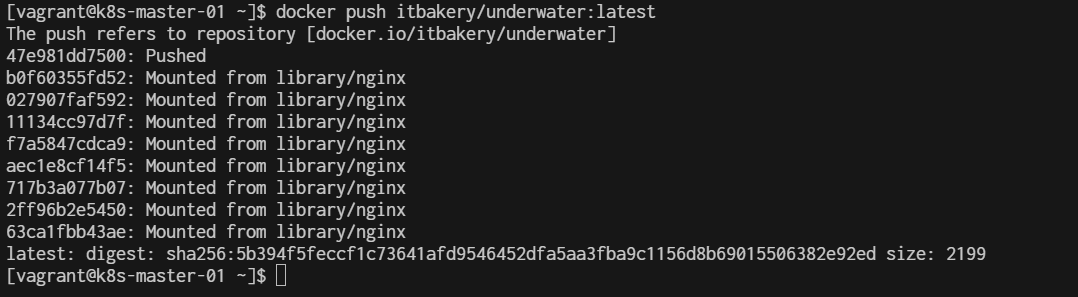 [vagrant@k8s-master-01 ~]$ docker push itbakery/underwater:latest
The push refers to repository [docker.io/itbakery/underwater]
47e981dd7500: Pushed
b0f60355fd52: Mounted from library/nginx
027907faf592: Mounted from library/nginx
11134cc97d7f: Mounted from library/nginx
f7a5847cdca9: Mounted from library/nginx
aec1e8cf14f5: Mounted from library/nginx
717b3a077b07: Mounted from library/nginx
2ff96b2e5450: Mounted from library/nginx
63ca1fbb43ae: Mounted from library/nginx
latest: digest: sha256:5b394f5feccf1c73641afd9546452dfa5aa3fba9c1156d8b69015506382e92ed size: 2199
[vagrant@k8s-master-01 ~]$